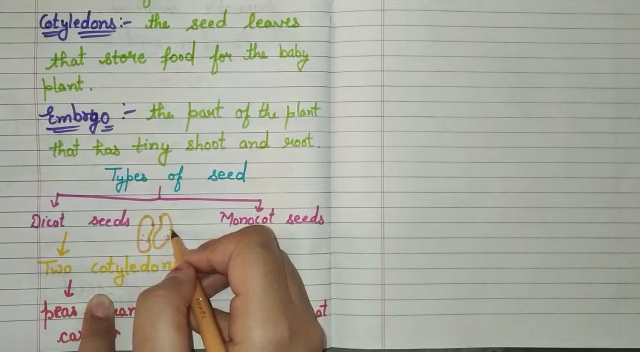 Cotyledons:- the seed leaves
that store food for the baby
plant.
Embryo :- the part of the plant
that has tiny shoot and root.
Types of seed
Dicot seeds Monocot seeds
Two cotyledon
peas